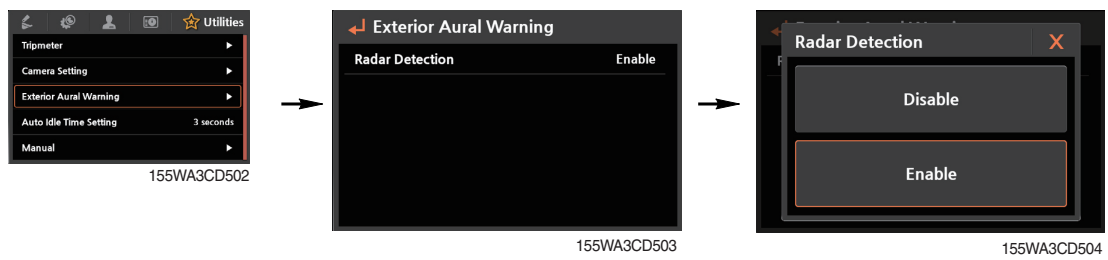 Utilities
Tripmeter
Camera Setting
Exterior Aural Warning
Auto Idle Time Setting 3 seconds
Manual
155WA3CD502
Exterior Aural Warning
Radar Detection Enable
155WA3CD503
Radar Detection X
Disable
Enable
155WA3CD504